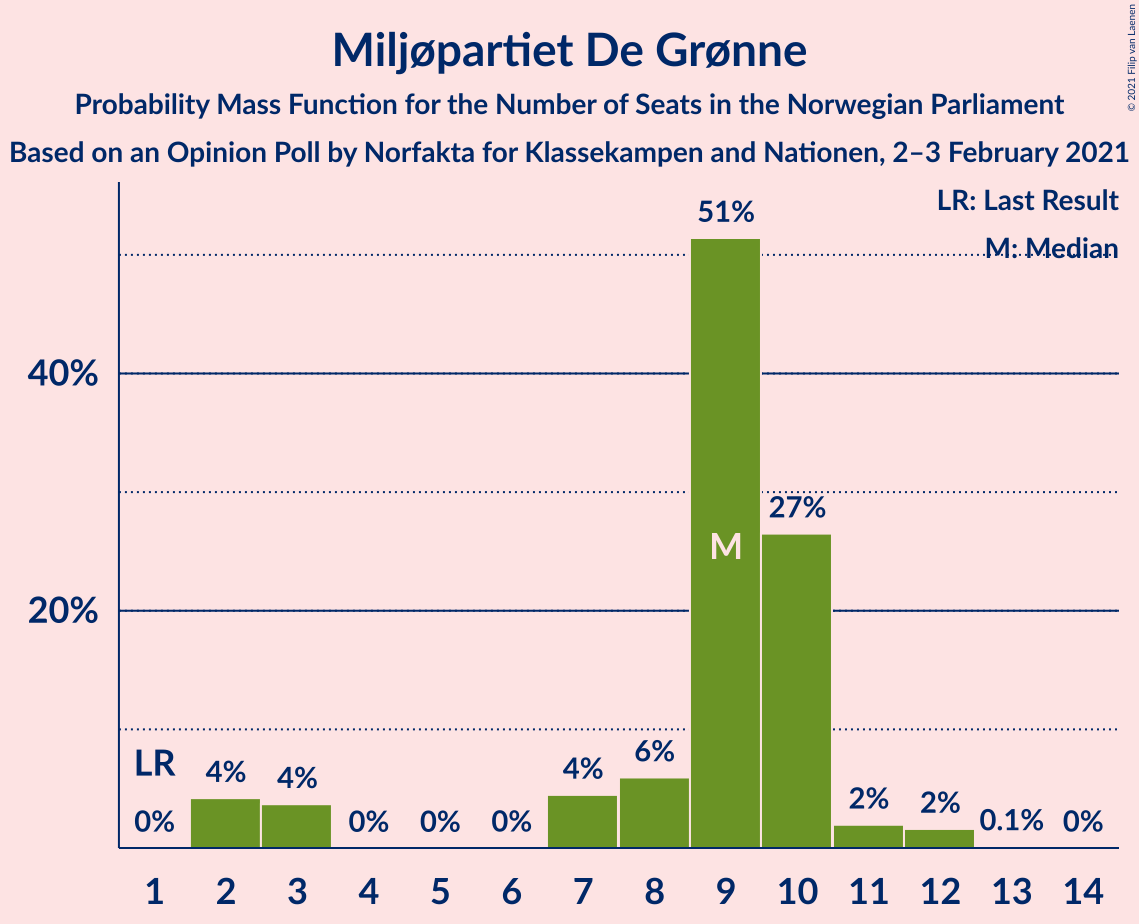 Miljøpartiet De Grønne
Probability Mass Function for the Number of Seats in the Norwegian Parliament
Based on an Opinion Poll by Norfakta for Klassekampen and Nationen, 2–3 February 2021
© 2021 Filip van Laenen
LR: Last Result
M: Median
51%
40%
27%
M
20%
LR
0%
4%
4%
0%
0%
0%
4%
6%
2%
2%
0.1%
0%
1 2 3 4 5 6 7 8 9 10 11 12 13 14